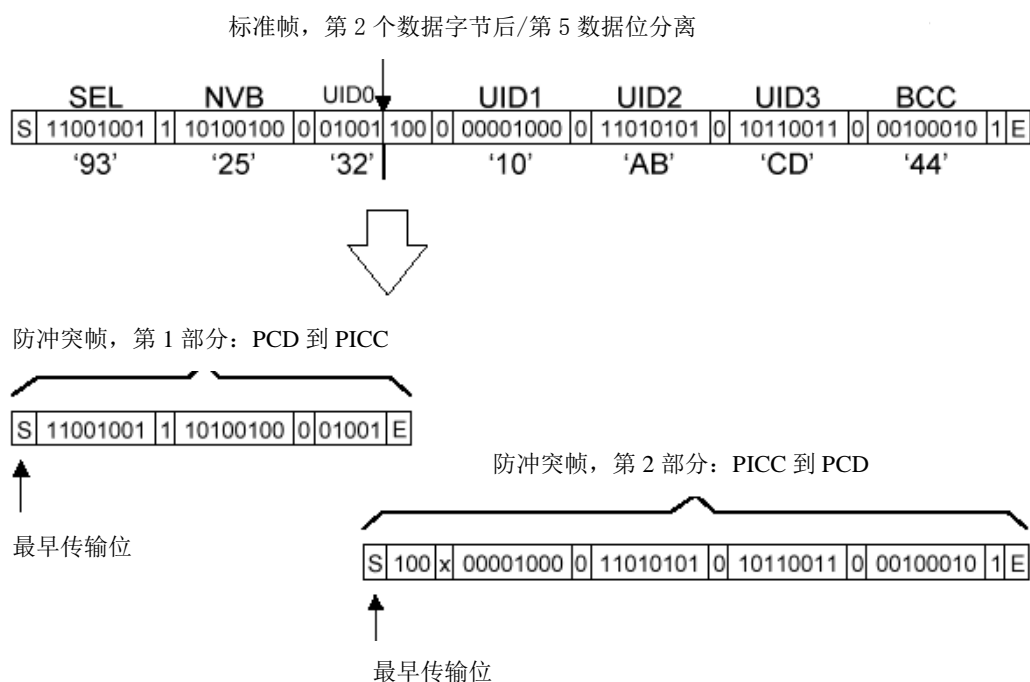 标准帧，第 2 个数据字节后/第 5 数据位分离
SEL NVB UID0 UID1 UID2 UID3 BCC
S 11001001 1 10100100 0 01001 100 0 00001000 0 11010101 0 10110011 0 00100010 1 E
‘93’ ‘25’ ‘32’ ‘10’ ‘AB’ ‘CD’ ‘44’
防冲突帧，第 1 部分：PCD 到 PICC
S 11001001 1 10100100 0 01001 E
最早传输位
防冲突帧，第 2 部分：PICC 到 PCD
S 100 x 00001000 0 11010101 0 10110011 0 00100010 1 E
最早传输位